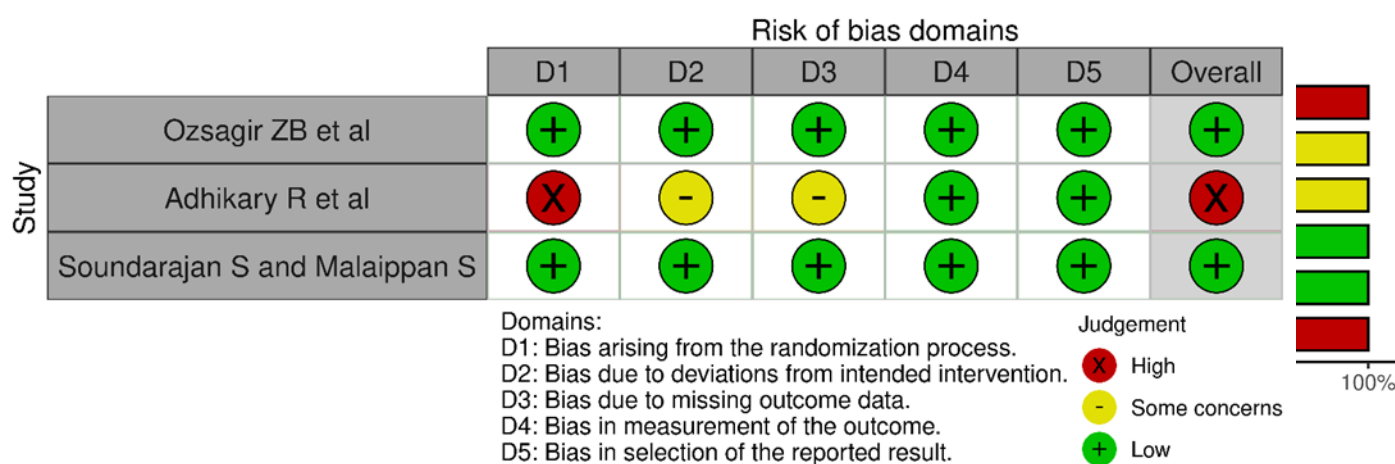 Risk of bias domains
D1 D2 D3 D4 D5 Overall
Study
Ozsagir ZB et al + + + + + +
Adhikary R et al X - - + + X
Soundarajan S and Malaippan S + + + + + +
Domains:
D1: Bias arising from the randomization process.
D2: Bias due to deviations from intended intervention.
D3: Bias due to missing outcome data.
D4: Bias in measurement of the outcome.
D5: Bias in selection of the reported result.
Judgement
X High
- Some concerns
+ Low
100%